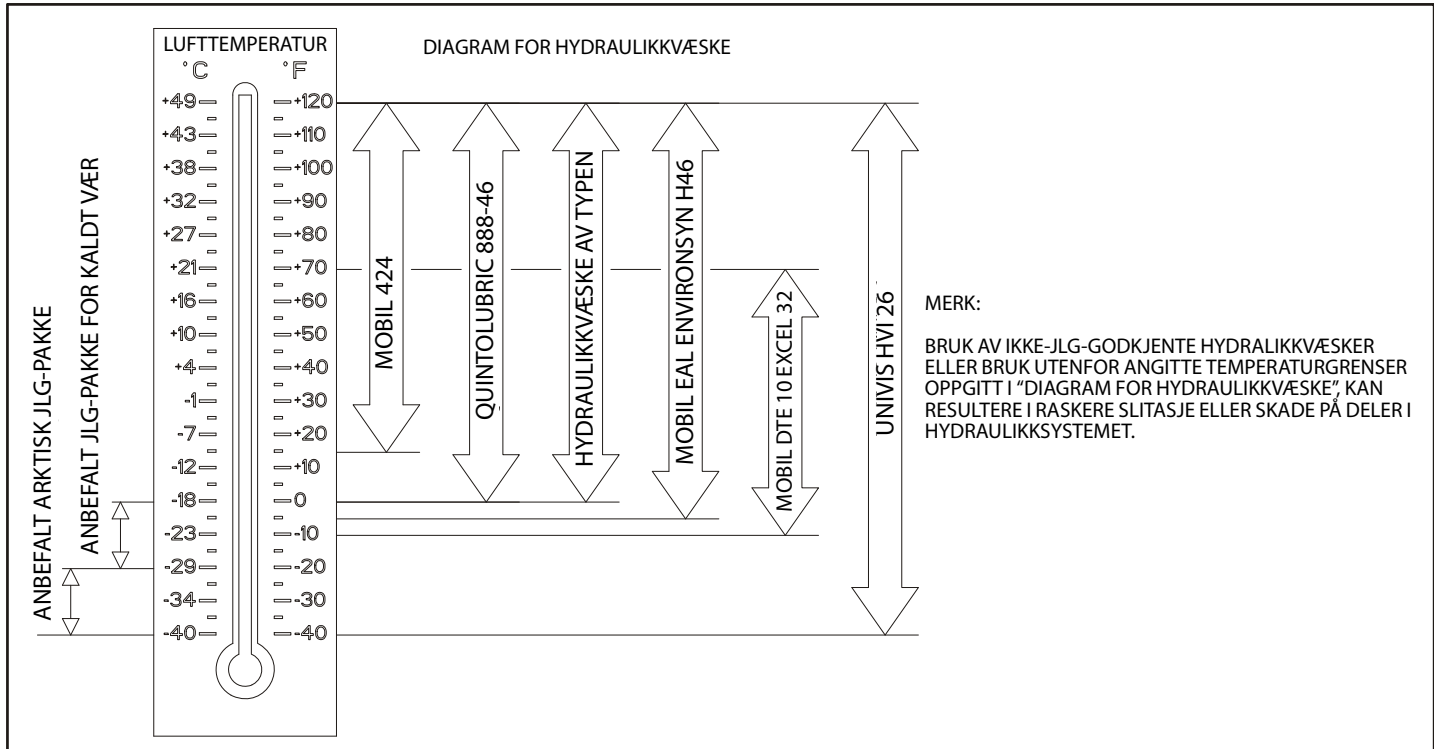 LUFTTEMPERATUR
DIAGRAM FOR HYDRAULIKKVÆSKE
°C °F
+49 +120
+43 +110
+38 +100
+32 +90
+27 +80
+21 +70
+16 +60
+10 +50
+4 +40
-1 +30
-7 +20
-12 +10
-18 0
-23 -10
-29 -20
-34 -30
-40 -40
ANBEFALT ARKTISK JLG-PAKKE
ANBEFALT JLG-PAKKE FOR KALDT VÆR
MOBIL 424
QUINTOLUBRIC 888-46
HYDRAULIKKVÆSKE AV TYPEN
MOBIL EAL ENVIRONSYN H46
MOBIL DTE 10 EXCEL 32
UNIVIS HVI 26
MERK:
BRUK AV IKKE-JLG-GODKJENTE HYDRALIKKVÆSKER
ELLER BRUK UTENFOR ANGITTE TEMPERATURGRENSER
OPPGITT I “DIAGRAM FOR HYDRAULIKKVÆSKE”, KAN
RESULTERE I RASKERE SLITASJE ELLER SKADE PÅ DELER I
HYDRAULIKKSYSTEMET.